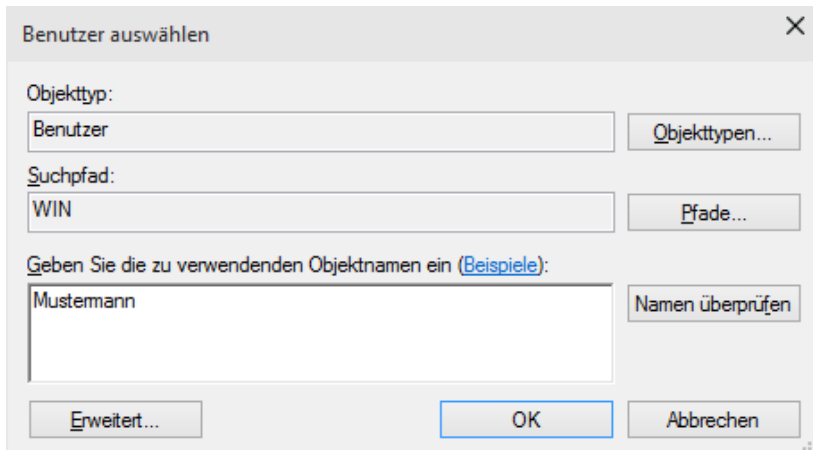 Benutzer auswählen
Objekttyp:
Benutzer
Objekttypen...
Suchpfad:
WIN
Pfade...
Geben Sie die zu verwendenden Objektnamen ein (Beispiele):
Mustermann
Namen überprüfen
Erweitert...
OK
Abbrechen